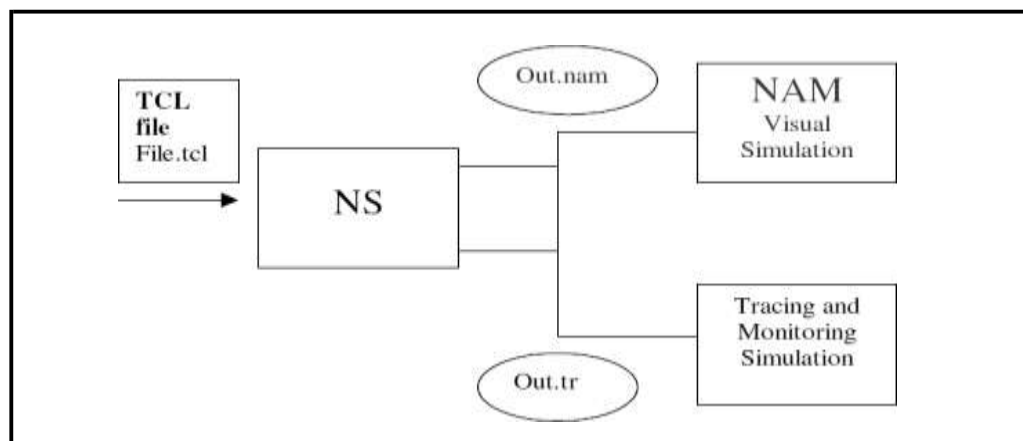 TCL
file
File.tcl
NS
Out.nam
NAM
Visual
Simulation
Out.tr
Tracing and
Monitoring
Simulation